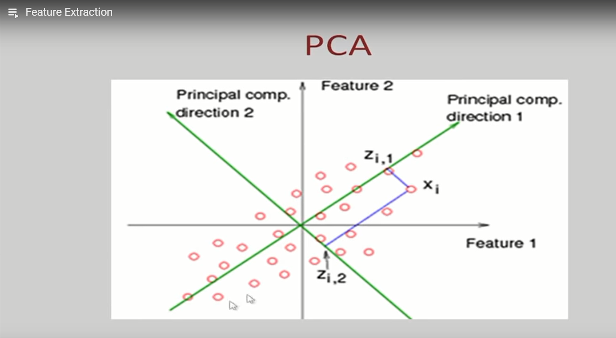 Feature Extraction
PCA
Feature 2
Principal comp.
direction 2
Principal comp.
direction 1
Zi,1
Xi
Feature 1
Zi,2